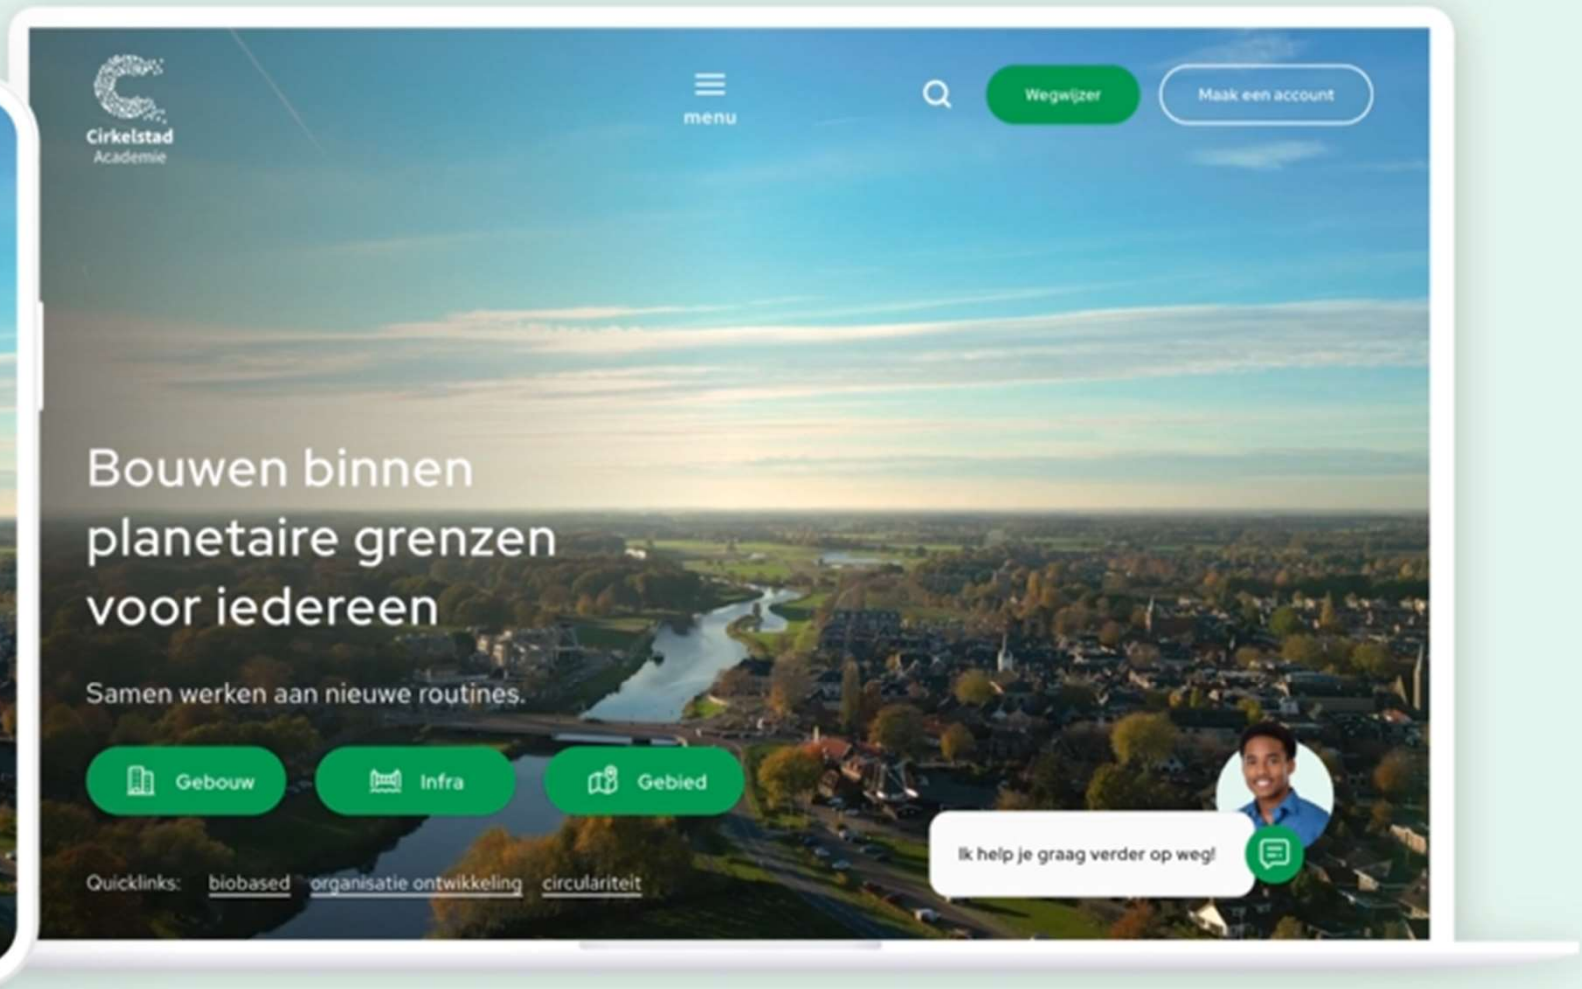 Cirkelstad
Academie
menu
Wegwijzer
Maak een account
Bouwen binnen
planetaire grenzen
voor iedereen
Samen werken aan nieuwe routines.
Gebouw
Infra
Gebied
Ik help je graag verder op weg!
Quicklinks: biobased organisatie ontwikkeling circulariteit